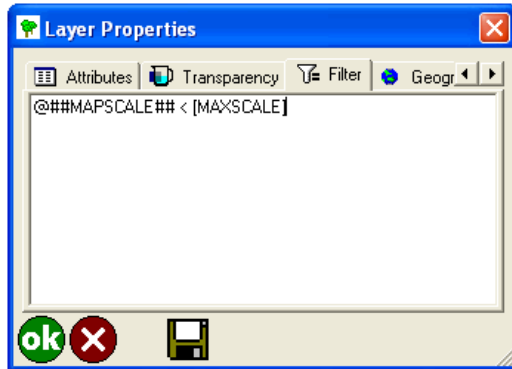 Layer Properties
Attributes Transparency Filter Geogr
@##MAPSCALE## < [MAXSCALE]
ok